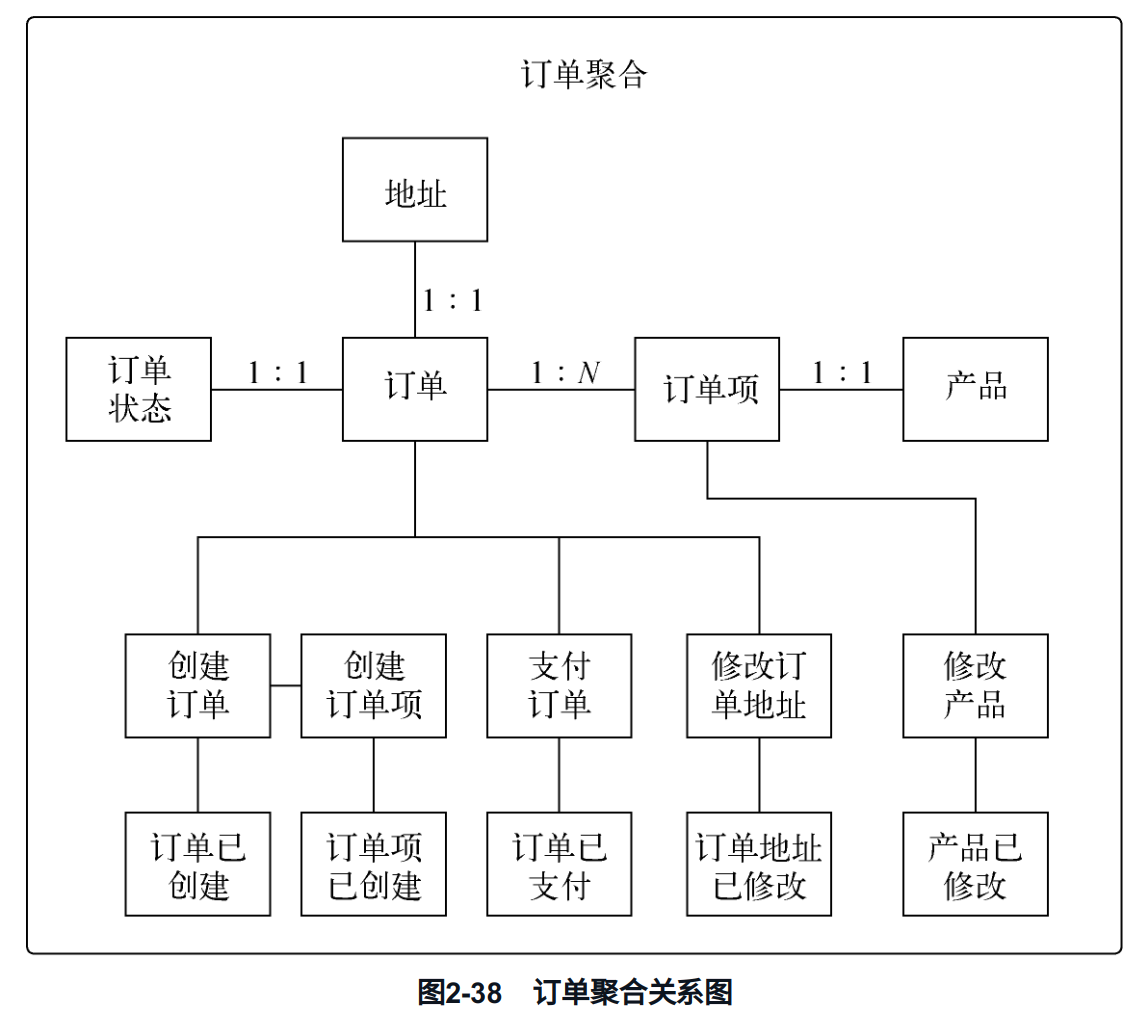 订单聚合
地址
1：1
订单
状态
1：1
订单
1：N
订单项
1：1
产品
创建
订单
创建
订单项
支付
订单
修改订
单地址
修改
产品
订单已
创建
订单项
已创建
订单已
支付
订单地址
已修改
产品已
修改
图2-38　订单聚合关系图